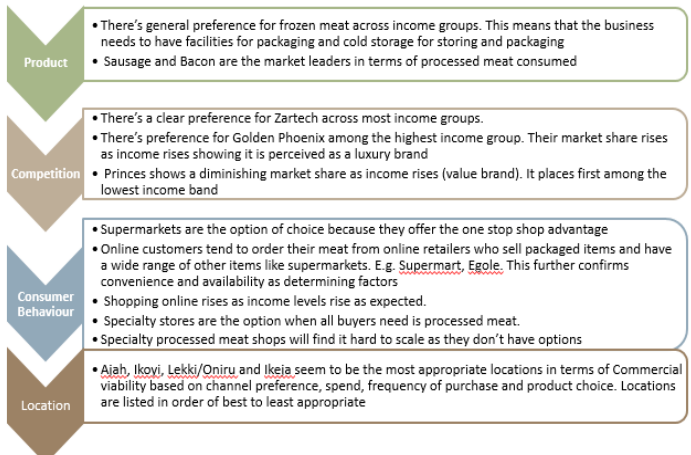 Product
• There's general preference for frozen meat across income groups. This means that the business
needs to have facilities for packaging and cold storage for storing and packaging
• Sausage and Bacon are the market leaders in terms of processed meat consumed
Competition
• There's a clear preference for Zartech across most income groups.
• There's preference for Golden Phoenix among the highest income group. Their market share rises
as income rises showing it is perceived as a luxury brand
• Princes shows a diminishing market share as income rises (value brand). It places first among the
lowest income band
Consumer
Behaviour
• Supermarkets are the option of choice because they offer the one stop shop advantage
• Online customers tend to order their meat from online retailers who sell packaged items and have
a wide range of other items like supermarkets. E.g. Supermart, Egole. This further confirms
convenience and availability as determining factors
• Shopping online rises as income levels rise as expected.
• Specialty stores are the option when all buyers need is processed meat.
• Specialty processed meat shops will find it hard to scale as they don't have options
Location
• Ajah, Ikoyi, Lekki/Oniru and Ikeja seem to be the most appropriate locations in terms of Commercial
viability based on channel preference, spend, frequency of purchase and product choice. Locations
are listed in order of best to least appropriate